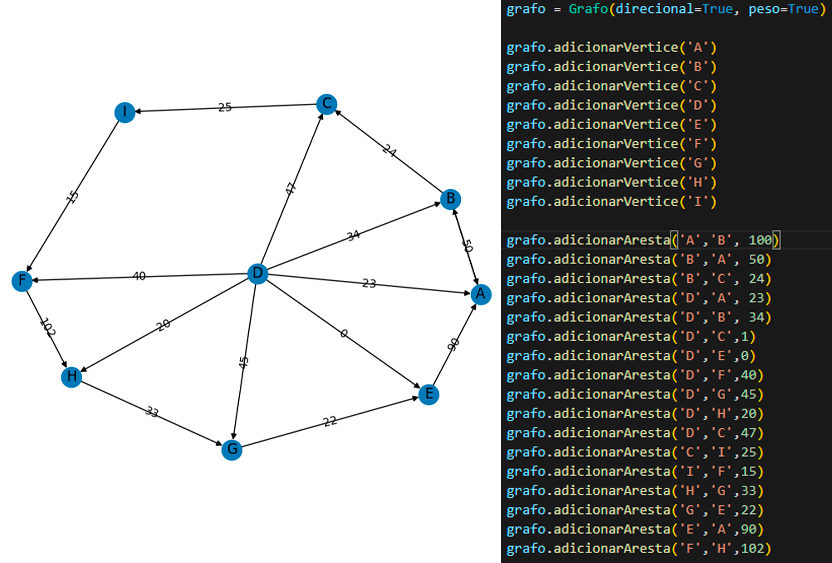 I
C
25
24
B
15
47
34
50
F
40
D
23
A
102
20
45
0
90
H
33
22
E
G
grafo = Grafo(direcional=True, peso=True)
grafo.adicionarVertice('A')
grafo.adicionarVertice('B')
grafo.adicionarVertice('C')
grafo.adicionarVertice('D')
grafo.adicionarVertice('E')
grafo.adicionarVertice('F')
grafo.adicionarVertice('G')
grafo.adicionarVertice('H')
grafo.adicionarVertice('I')
grafo.adicionarAresta('A','B', 100)
grafo.adicionarAresta('B','A', 50)
grafo.adicionarAresta('B','C', 24)
grafo.adicionarAresta('D','A', 23)
grafo.adicionarAresta('D','B', 34)
grafo.adicionarAresta('D','C',1)
grafo.adicionarAresta('D','E',0)
grafo.adicionarAresta('D','F',40)
grafo.adicionarAresta('D','G',45)
grafo.adicionarAresta('D','H',20)
grafo.adicionarAresta('D','C',47)
grafo.adicionarAresta('C','I',25)
grafo.adicionarAresta('I','F',15)
grafo.adicionarAresta('H','G',33)
grafo.adicionarAresta('G','E',22)
grafo.adicionarAresta('E','A',90)
grafo.adicionarAresta('F','H',102)